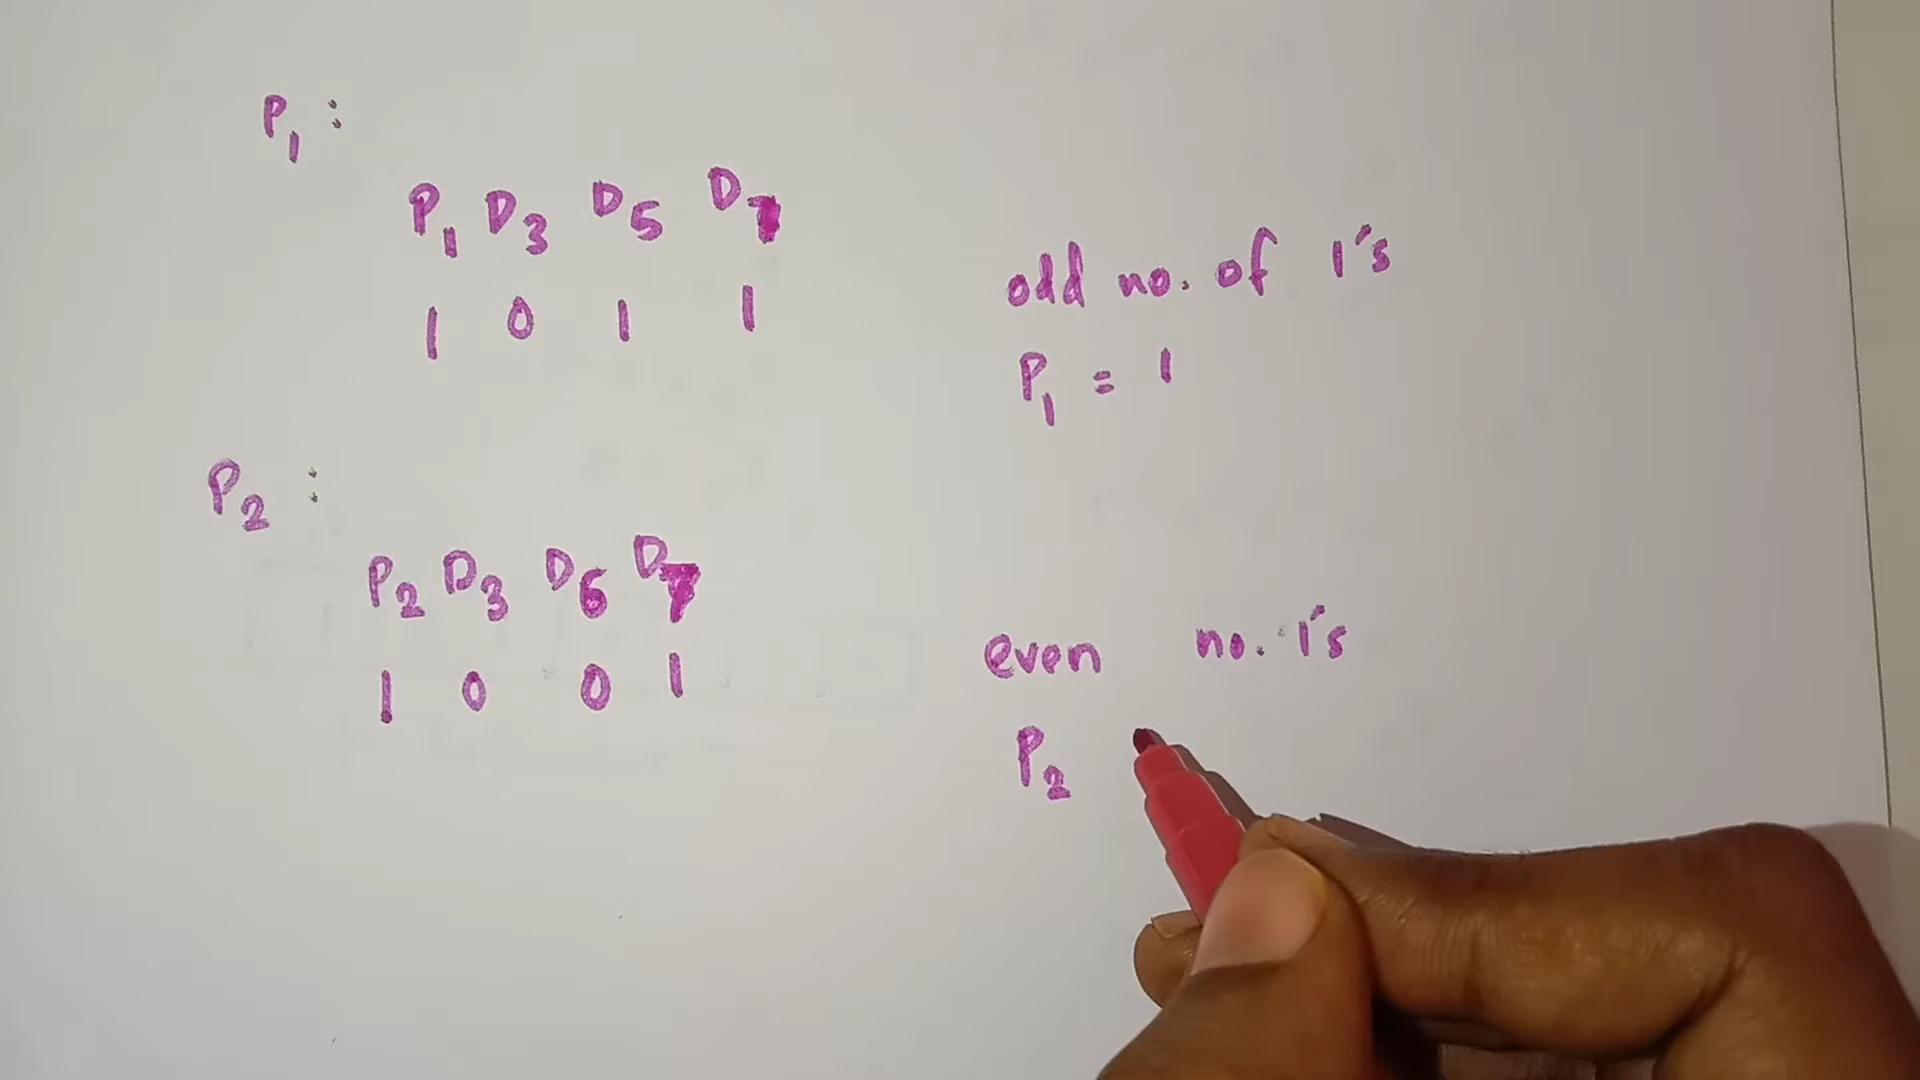 P₁ :
P₁ D₃ D₅ D₇
1 0 1 1
odd no. of 1's
P₁ = 1
P₂ :
P₂ D₃ D₆ D₇
1 0 0 1
even no. 1's
P₂